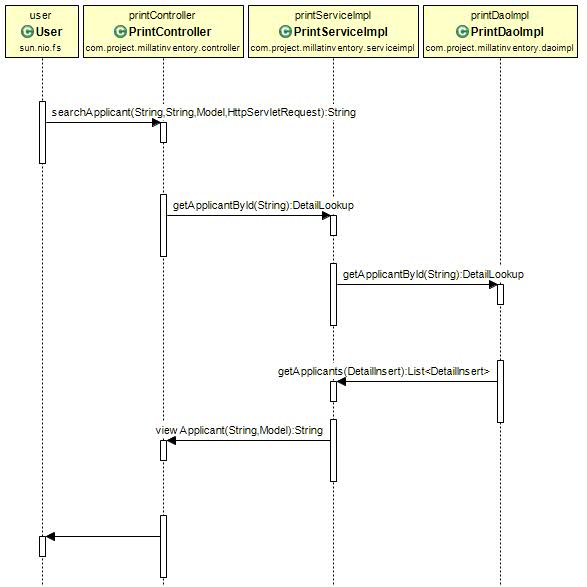 user
C User
sun.nio.fs
printController
C PrintController
com.project.millatinventory.controller
printServiceImpl
C PrintServiceImpl
com.project.millatinventory.serviceimpl
printDaoImpl
C PrintDaoImpl
com.project.millatinventory.daoimpl
searchApplicant(String,String,Model,HttpServletRequest):String
getApplicantById(String):DetailLookup
getApplicantById(String):DetailLookup
getApplicants(DetailInsert):List<DetailInsert>
view Applicant(String,Model):String